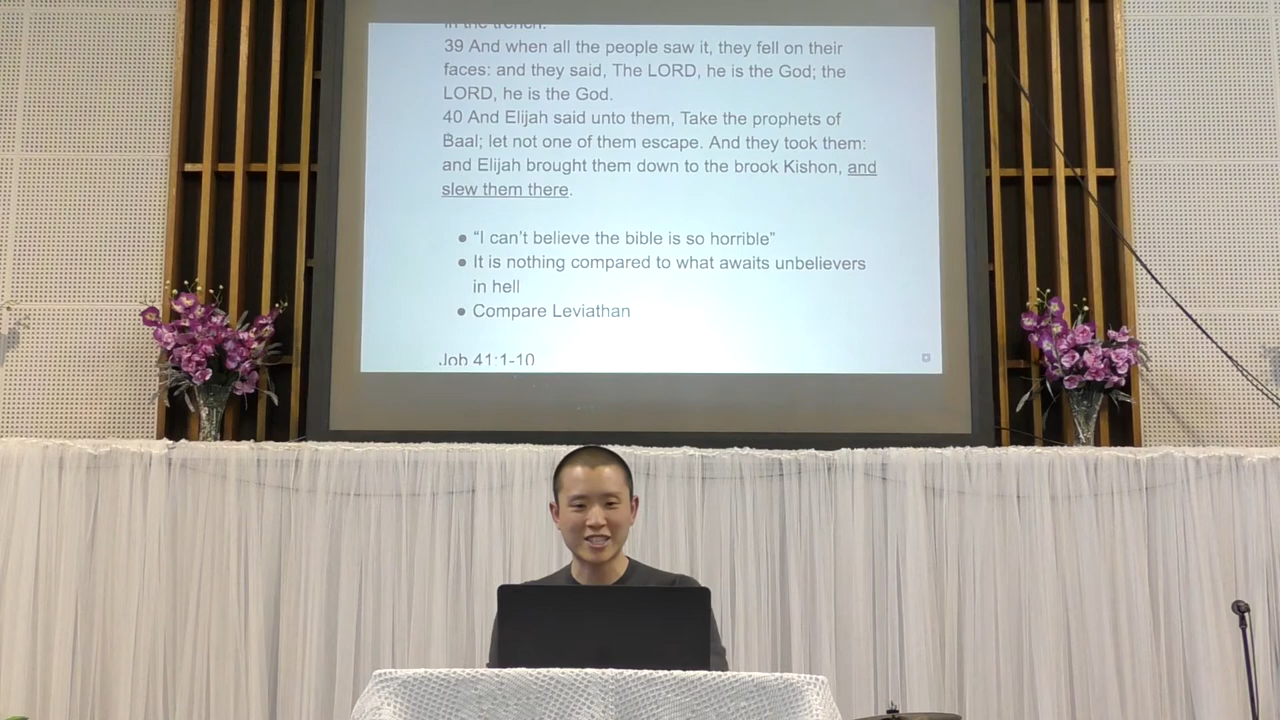 in the trench.
39 And when all the people saw it, they fell on their
faces: and they said, The LORD, he is the God; the
LORD, he is the God.
40 And Elijah said unto them, Take the prophets of
Baal; let not one of them escape. And they took them:
and Elijah brought them down to the brook Kishon, and
slew them there.
● “I can’t believe the bible is so horrible”
● It is nothing compared to what awaits unbelievers
in hell
● Compare Leviathan
Job 41:1-10